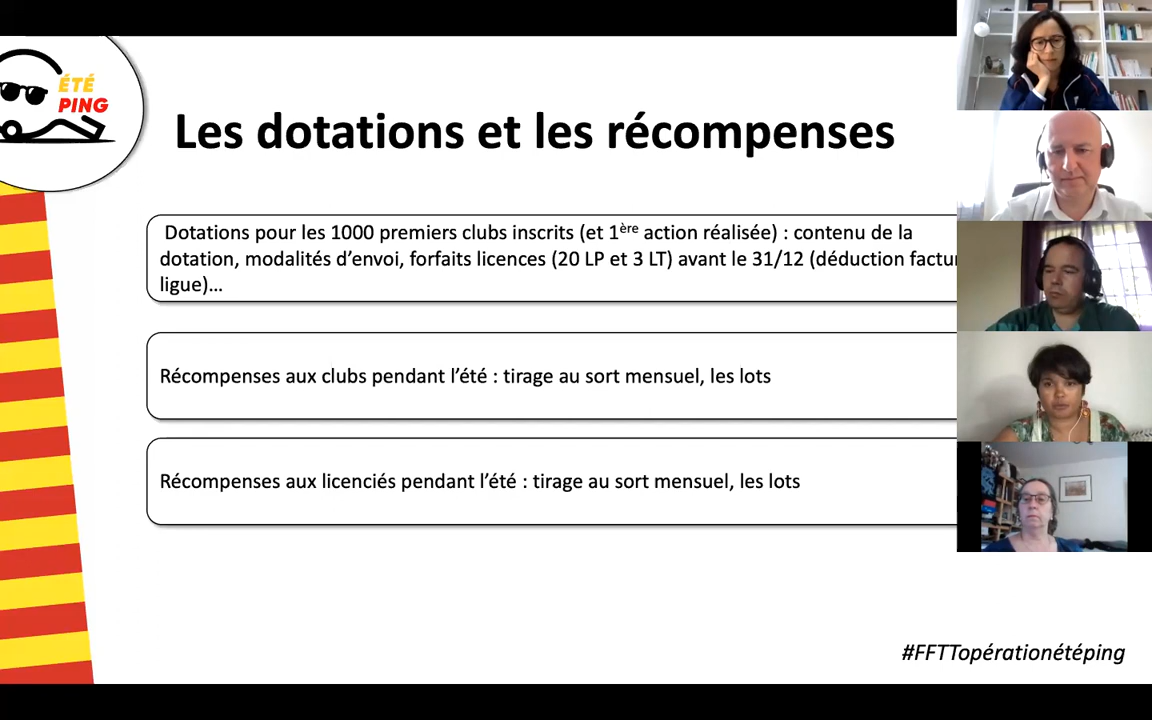 ÉTÉ
PING
Les dotations et les récompenses
Dotations pour les 1000 premiers clubs inscrits (et 1ère action réalisée) : contenu de la
dotation, modalités d’envoi, forfaits licences (20 LP et 3 LT) avant le 31/12 (déduction
ligue)…
Récompenses aux clubs pendant l’été : tirage au sort mensuel, les lots
Récompenses aux licenciés pendant l’été : tirage au sort mensuel, les lots
#FFTTopérationétéping